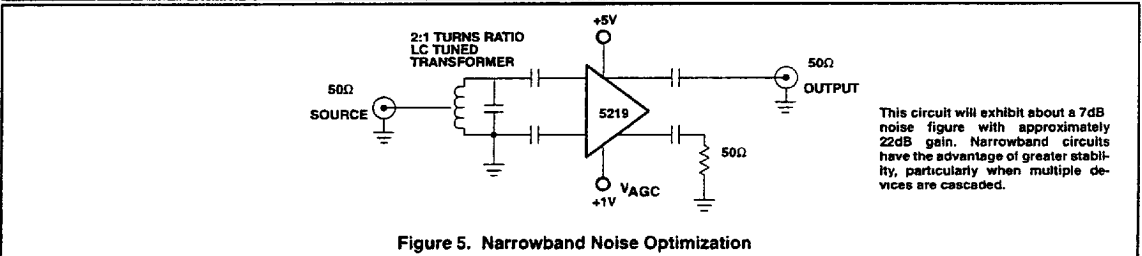 +5V
2:1 TURNS RATIO
LC TUNED
TRANSFORMER
50Ω
SOURCE
5219
50Ω
OUTPUT
50Ω
VAGC
+1V
This circuit will exhibit about a 7dB
noise figure with approximately
22dB gain. Narrowband circuits
have the advantage of greater stabil-
ity, particularly when multiple de-
vices are cascaded.
Figure 5. Narrowband Noise Optimization